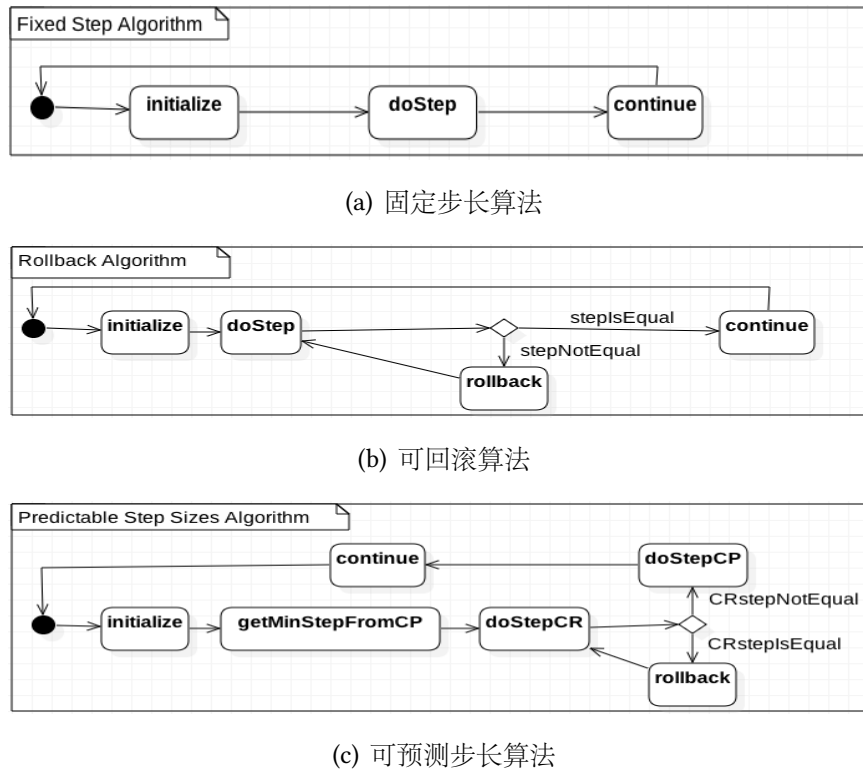 Fixed Step Algorithm
initialize
doStep
continue
(a) 固定步长算法
Rollback Algorithm
initialize
doStep
stepIsEqual
continue
stepNotEqual
rollback
(b) 可回滚算法
Predictable Step Sizes Algorithm
continue
doStepCP
CRstepNotEqual
initialize
getMinStepFromCP
doStepCR
CRstepIsEqual
rollback
(c) 可预测步长算法